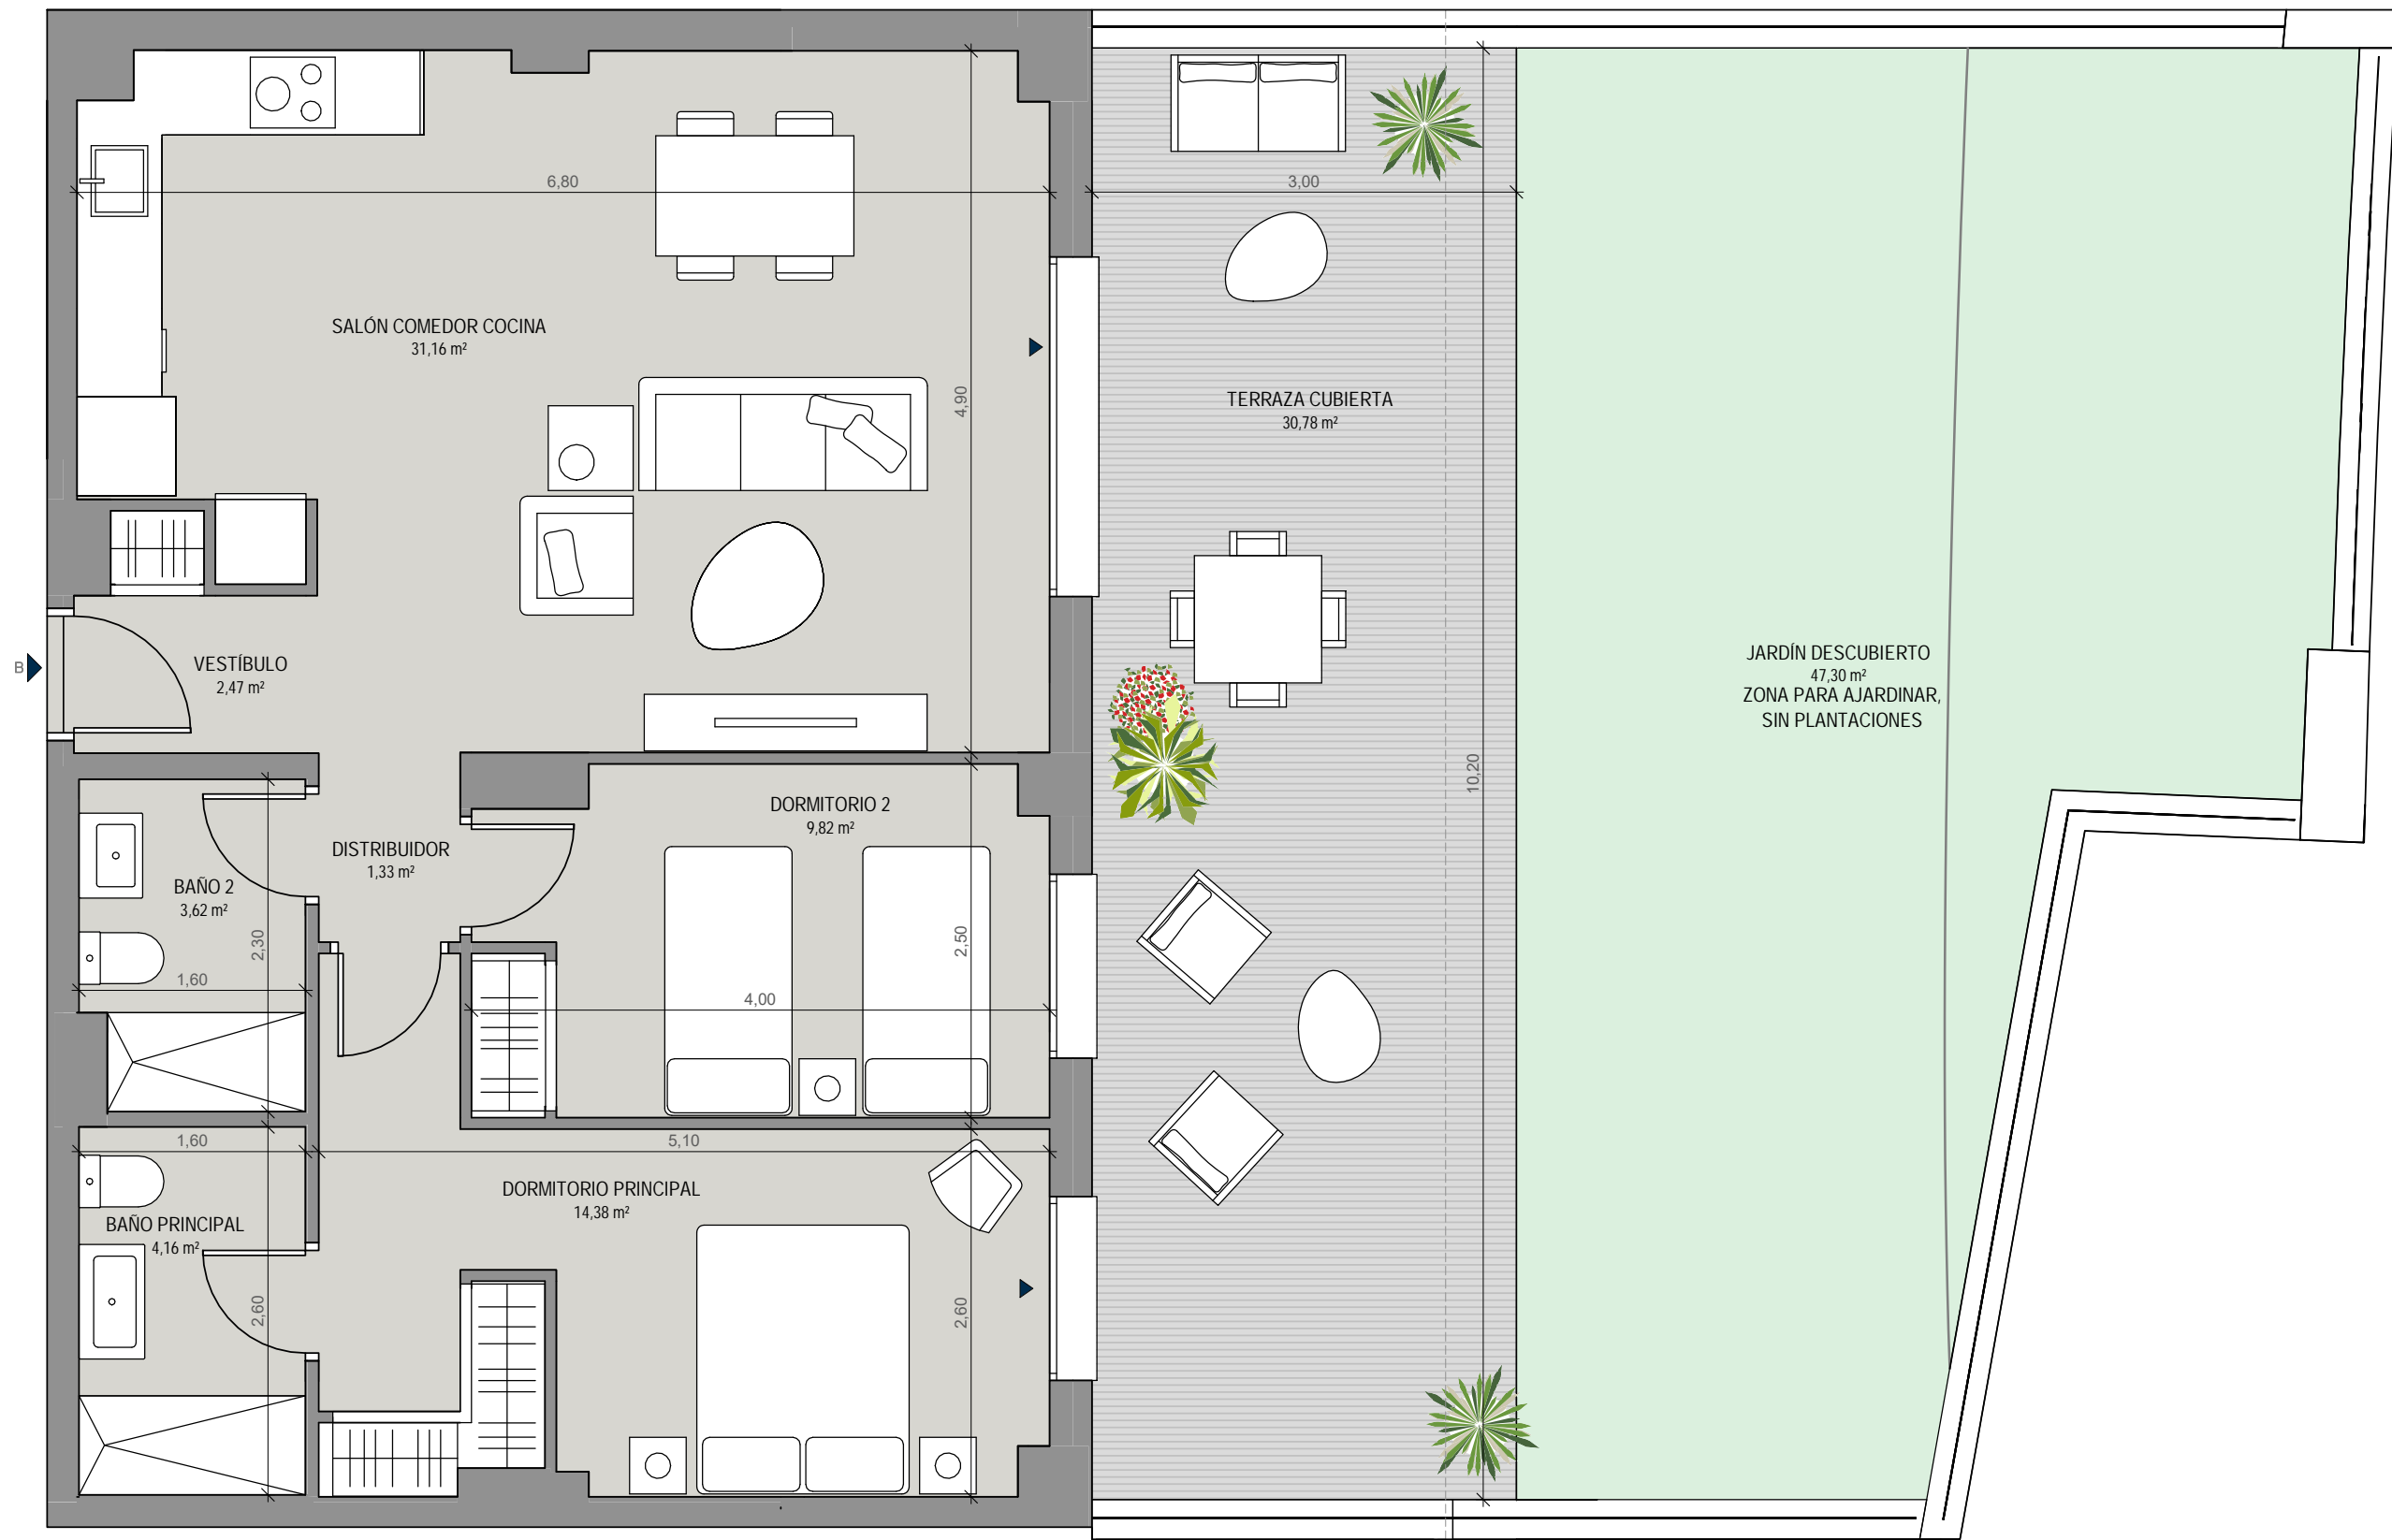 6,80
3,00
SALÓN COMEDOR COCINA
31,16 m²
4,90
TERRAZA CUBIERTA
30,78 m²
B
VESTÍBULO
2,47 m²
JARDÍN DESCUBIERTO
47,30 m²
ZONA PARA AJARDINAR,
SIN PLANTACIONES
10,20
DORMITORIO 2
9,82 m²
DISTRIBUIDOR
1,33 m²
BAÑO 2
3,62 m²
2,30
2,50
1,60
4,00
1,60
5,10
DORMITORIO PRINCIPAL
14,38 m²
BAÑO PRINCIPAL
4,16 m²
2,60
2,60